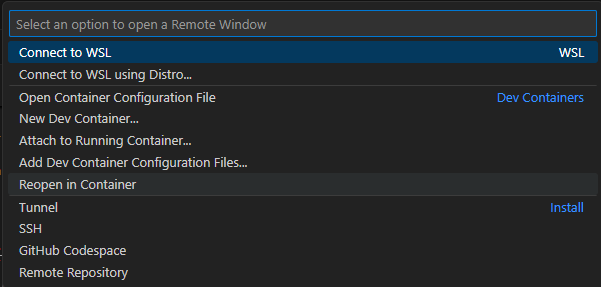 Select an option to open a Remote Window
Connect to WSL WSL
Connect to WSL using Distro...
Open Container Configuration File Dev Containers
New Dev Container...
Attach to Running Container...
Add Dev Container Configuration Files...
Reopen in Container
Tunnel Install
SSH
GitHub Codespace
Remote Repository